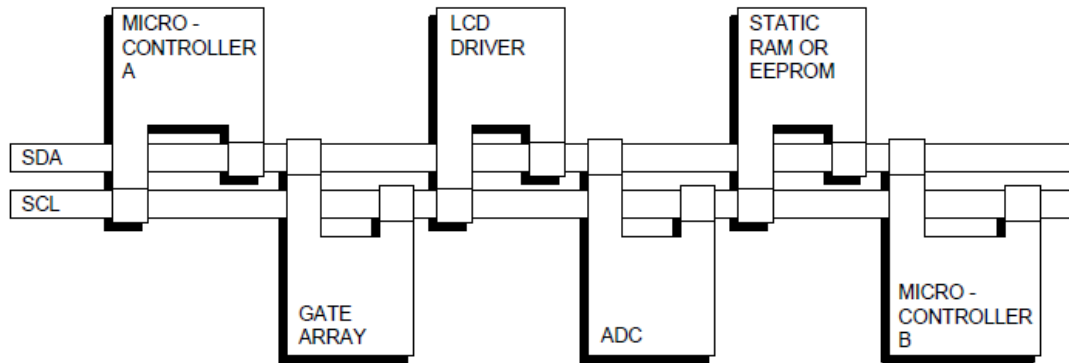 MICRO -
CONTROLLER
A
LCD
DRIVER
STATIC
RAM OR
EEPROM
SDA
SCL
GATE
ARRAY
ADC
MICRO -
CONTROLLER
B